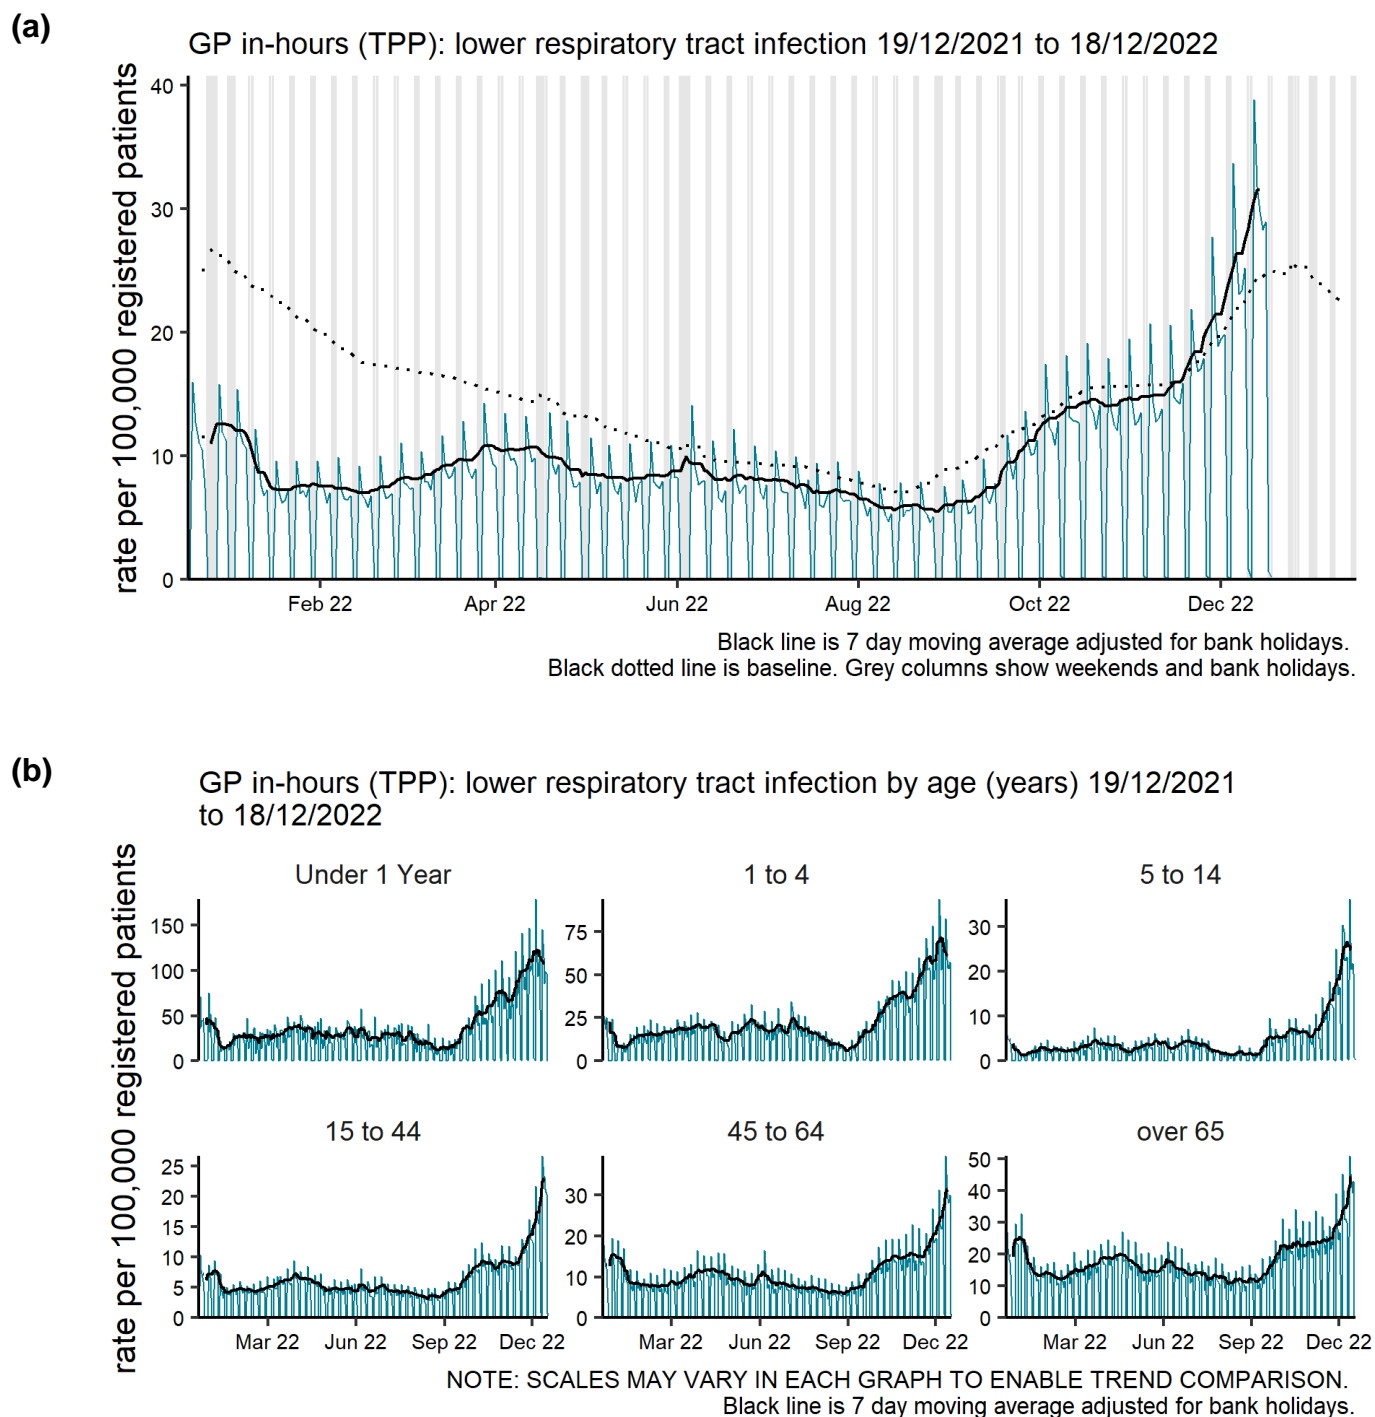 (a)
GP in-hours (TPP): lower respiratory tract infection 19/12/2021 to 18/12/2022
rate per 100,000 registered patients
40
30
20
10
0
Feb 22 Apr 22 Jun 22 Aug 22 Oct 22 Dec 22
Black line is 7 day moving average adjusted for bank holidays.
Black dotted line is baseline. Grey columns show weekends and bank holidays.
(b)
GP in-hours (TPP): lower respiratory tract infection by age (years) 19/12/2021
to 18/12/2022
rate per 100,000 registered patients
Under 1 Year
150
100
50
0
1 to 4
75
50
25
0
5 to 14
30
20
10
0
15 to 44
25
20
15
10
5
0
Mar 22 Jun 22 Sep 22 Dec 22
45 to 64
30
20
10
0
Mar 22 Jun 22 Sep 22 Dec 22
over 65
50
40
30
20
10
0
Mar 22 Jun 22 Sep 22 Dec 22
NOTE: SCALES MAY VARY IN EACH GRAPH TO ENABLE TREND COMPARISON.
Black line is 7 day moving average adjusted for bank holidays.